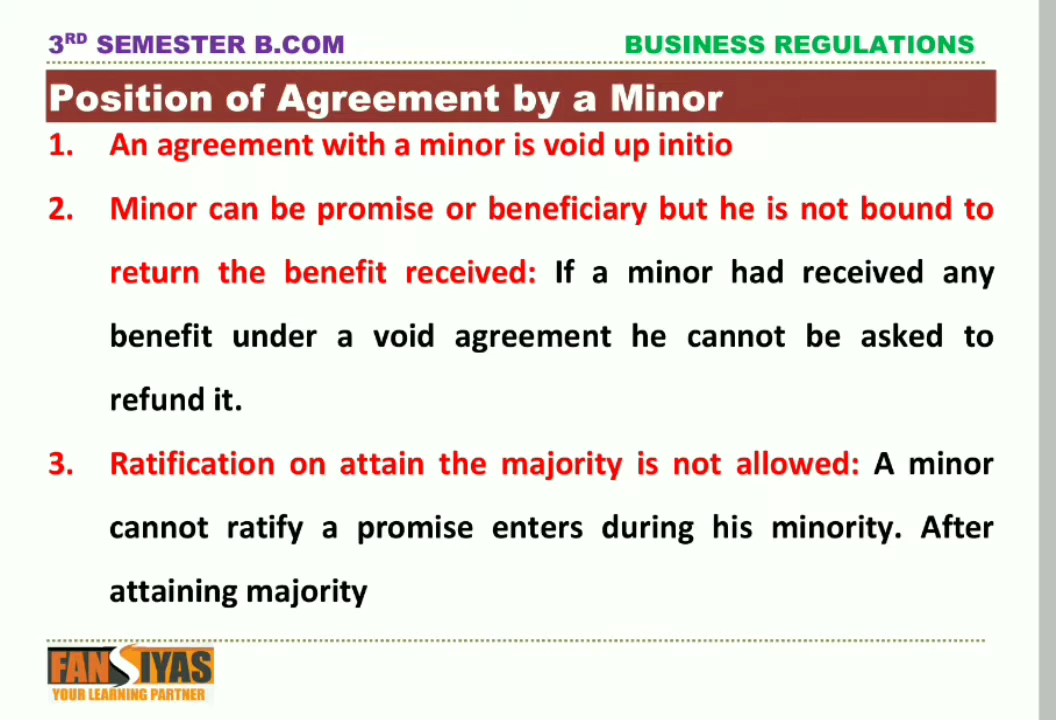 3RD SEMESTER B.COM
BUSINESS REGULATIONS
Position of Agreement by a Minor
1. An agreement with a minor is void up initio
2. Minor can be promise or beneficiary but he is not bound to
return the benefit received: If a minor had received any
benefit under a void agreement he cannot be asked to
refund it.
3. Ratification on attain the majority is not allowed: A minor
cannot ratify a promise enters during his minority. After
attaining majority
FANSIYAS
YOUR LEARNING PARTNER